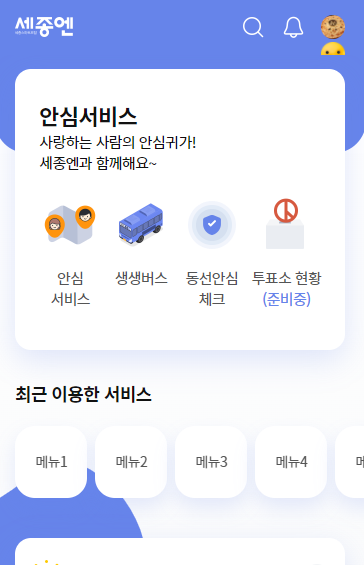 세종엔
안심서비스
사랑하는 사람의 안심귀가!
세종엔과 함께해요~
안심
서비스
생생버스
동선안심
체크
투표소 현황
(준비중)
최근 이용한 서비스
메뉴1
메뉴2
메뉴3
메뉴4